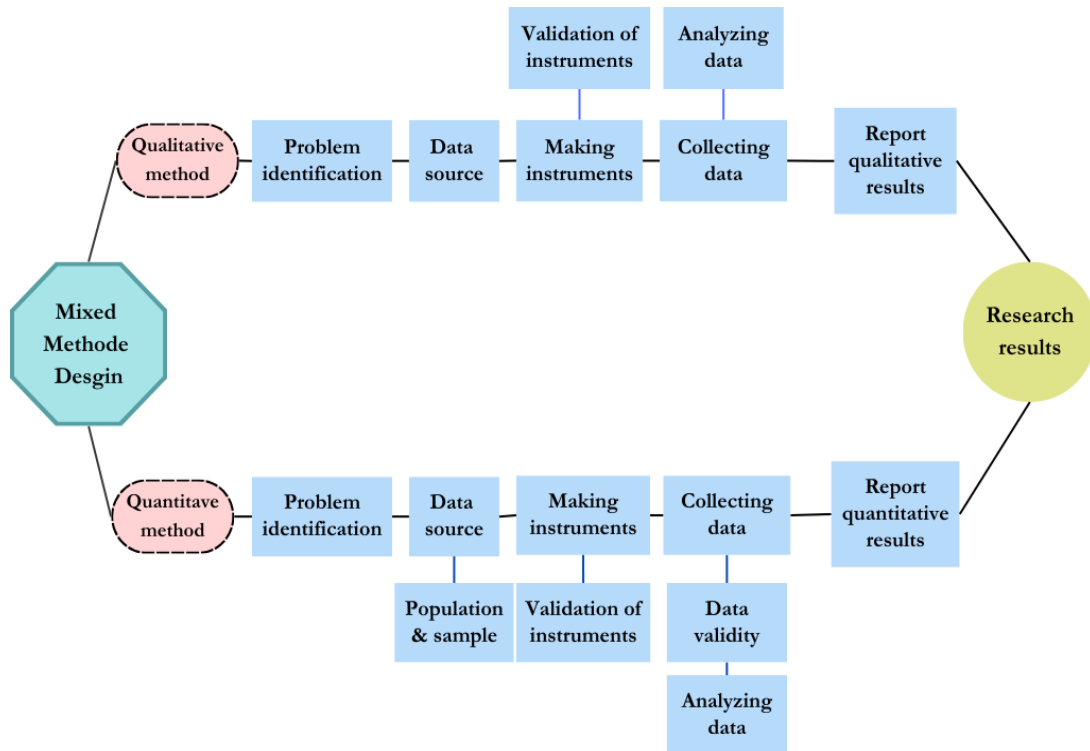 Validation of
instruments
Analyzing
data
Qualitative
method
Problem
identification
Data
source
Making
instruments
Collecting
data
Report
qualitative
results
Mixed
Methode
Desgin
Research
results
Quantitave
method
Problem
identification
Data
source
Making
instruments
Collecting
data
Report
quantitative
results
Population
& sample
Validation of
instruments
Data
validity
Analyzing
data